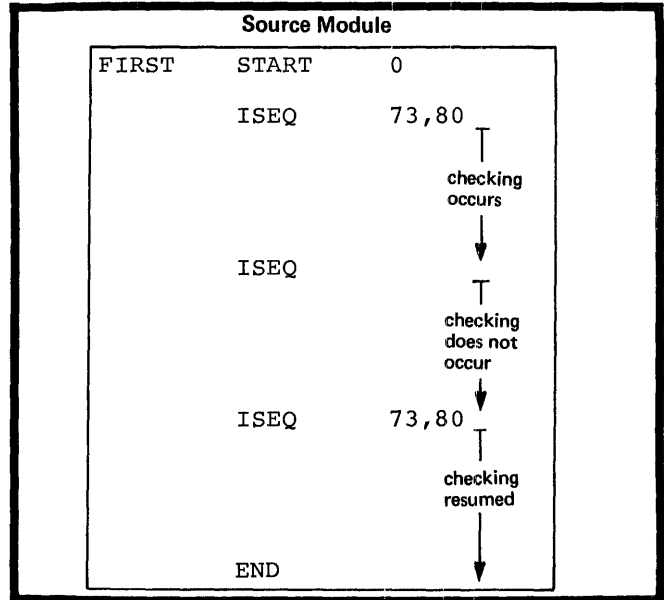 Source Module
FIRST START 0
ISEQ 73,80
checking
occurs
ISEQ
checking
does not
occur
ISEQ 73,80
checking
resumed
END